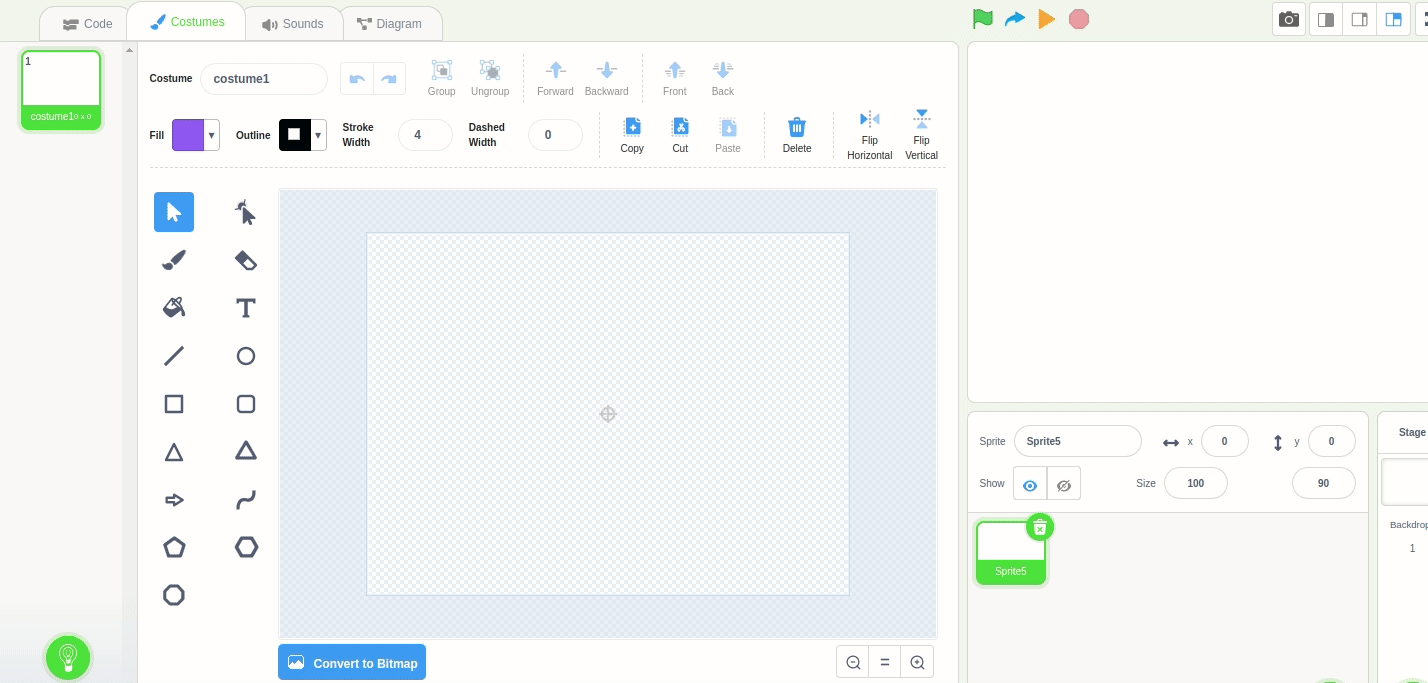 Code
Costumes
Sounds
Diagram
1
costume1
0 x 0
Costume
costume1
Group
Ungroup
Forward
Backward
Front
Back
Fill
Outline
Stroke
Width
4
Dashed
Width
0
Copy
Cut
Paste
Delete
Flip
Horizontal
Flip
Vertical
T
Convert to Bitmap
=
Sprite
Sprite5
x
0
y
0
Show
Size
100
90
Sprite5
Stage
Backdrop
1